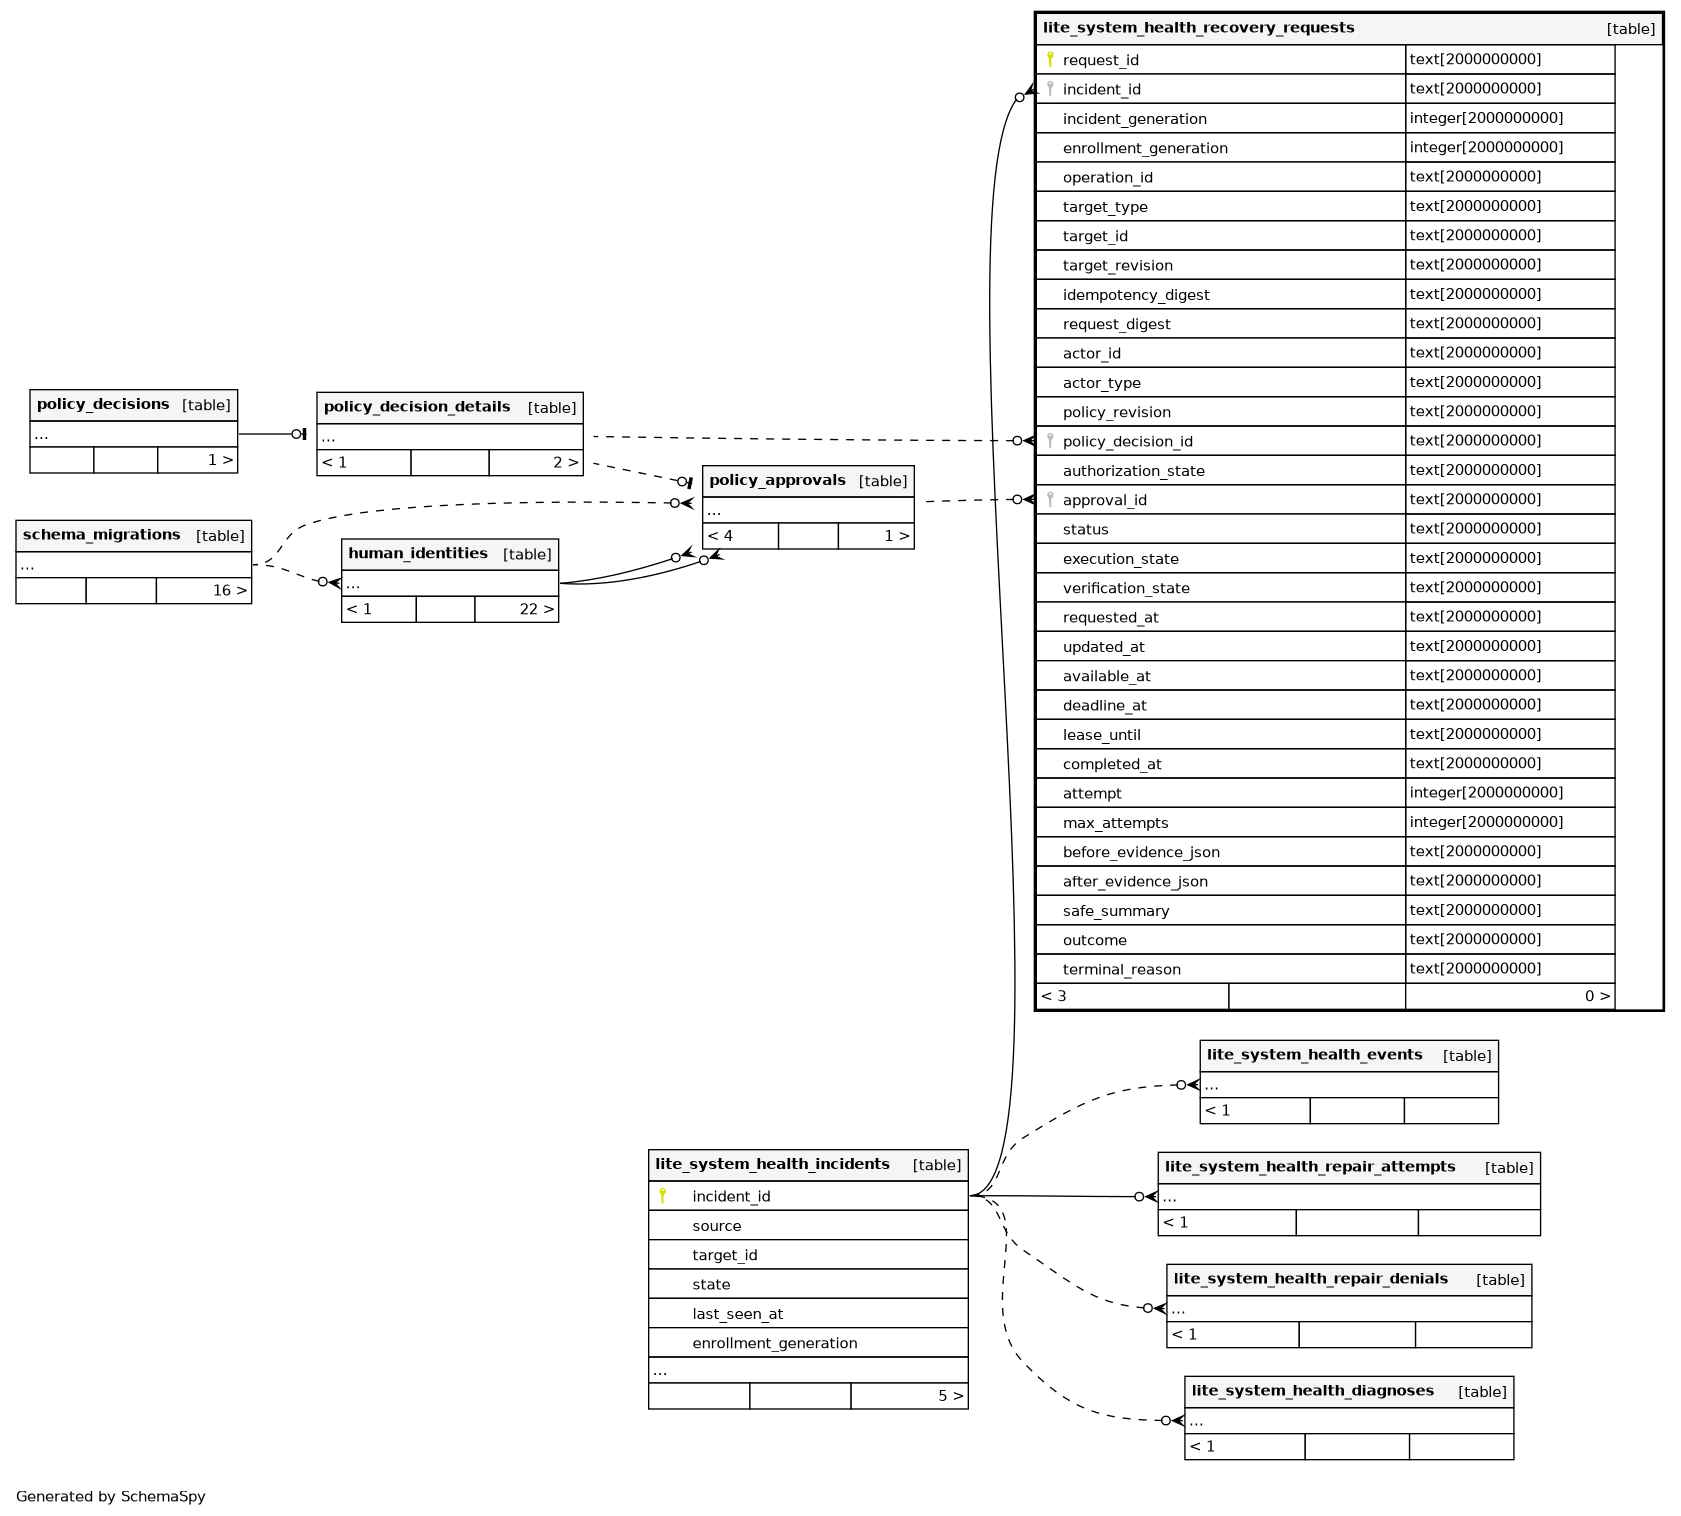 lite_system_health_recovery_requests [table]
request_id text[2000000000]
incident_id text[2000000000]
incident_generation integer[2000000000]
enrollment_generation integer[2000000000]
operation_id text[2000000000]
target_type text[2000000000]
target_id text[2000000000]
target_revision text[2000000000]
idempotency_digest text[2000000000]
request_digest text[2000000000]
actor_id text[2000000000]
actor_type text[2000000000]
policy_revision text[2000000000]
policy_decision_id text[2000000000]
authorization_state text[2000000000]
approval_id text[2000000000]
status text[2000000000]
execution_state text[2000000000]
verification_state text[2000000000]
requested_at text[2000000000]
updated_at text[2000000000]
available_at text[2000000000]
deadline_at text[2000000000]
lease_until text[2000000000]
completed_at text[2000000000]
attempt integer[2000000000]
max_attempts integer[2000000000]
before_evidence_json text[2000000000]
after_evidence_json text[2000000000]
safe_summary text[2000000000]
outcome text[2000000000]
terminal_reason text[2000000000]
< 3 0 >
policy_decisions [table]
...
1 >
policy_decision_details [table]
...
< 1 2 >
policy_approvals [table]
...
< 4 1 >
schema_migrations [table]
...
16 >
human_identities [table]
...
< 1 22 >
lite_system_health_events [table]
...
< 1
lite_system_health_incidents [table]
incident_id
source
target_id
state
last_seen_at
enrollment_generation
...
5 >
lite_system_health_repair_attempts [table]
...
< 1
lite_system_health_repair_denials [table]
...
< 1
lite_system_health_diagnoses [table]
...
< 1
Generated by SchemaSpy